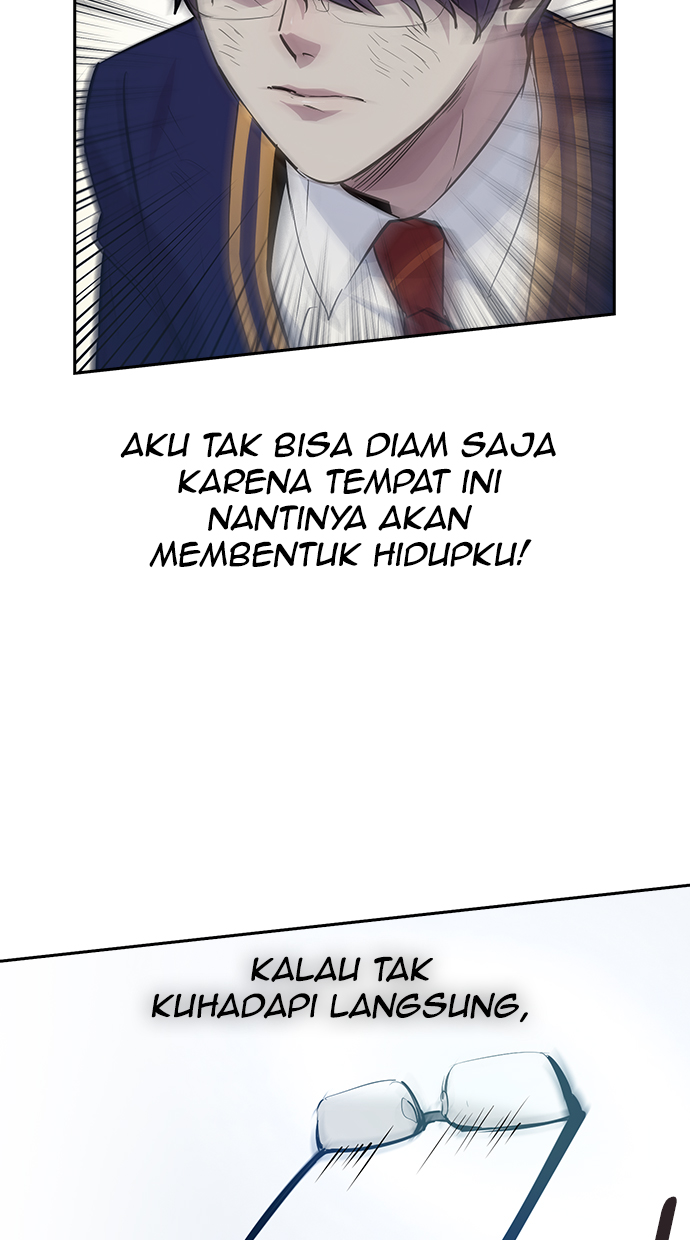 AKU TAK BISA DIAM SAJA
KARENA TEMPAT INI
NANTINYA AKAN
MEMBENTUK HIDUPKU!
KALAU TAK
KUHADAPI LANGSUNG,